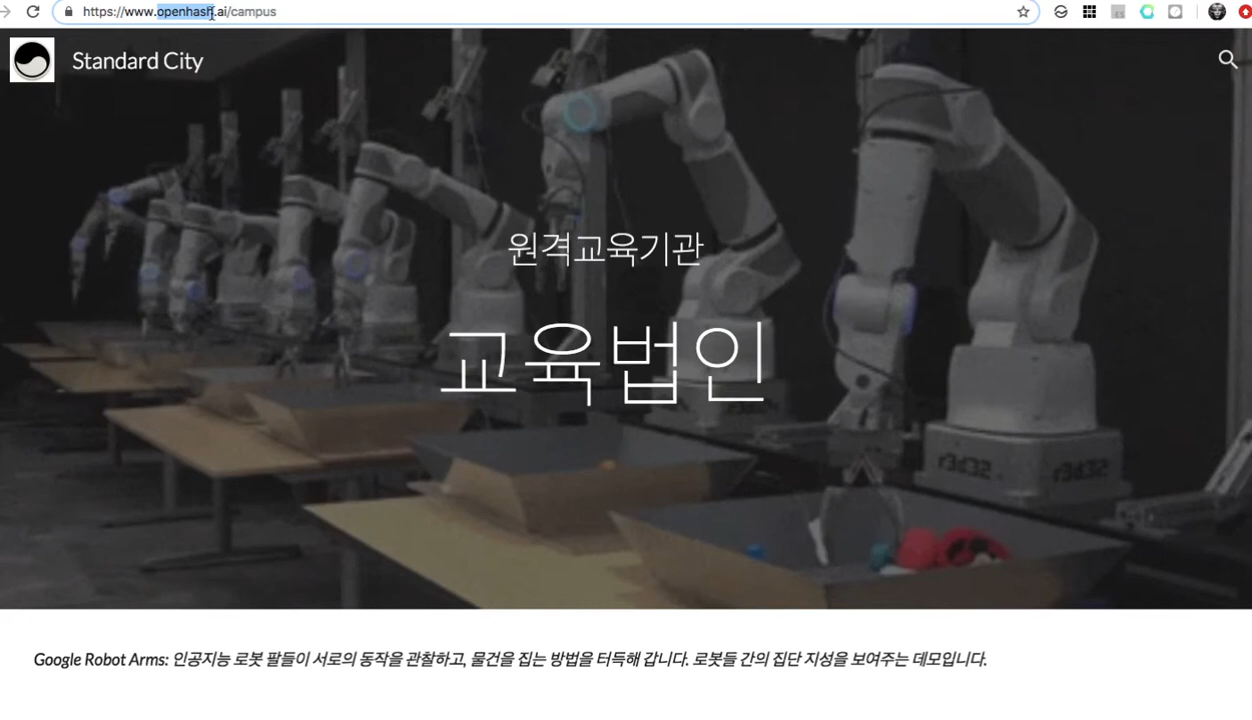 https://www.openhash.ai/campus
Standard City
원격교육기관
교육법인
r3d32
r3d32
Google Robot Arms: 인공지능 로봇 팔들이 서로의 동작을 관찰하고, 물건을 집는 방법을 터득해 갑니다. 로봇들 간의 집단 지성을 보여주는 데모입니다.